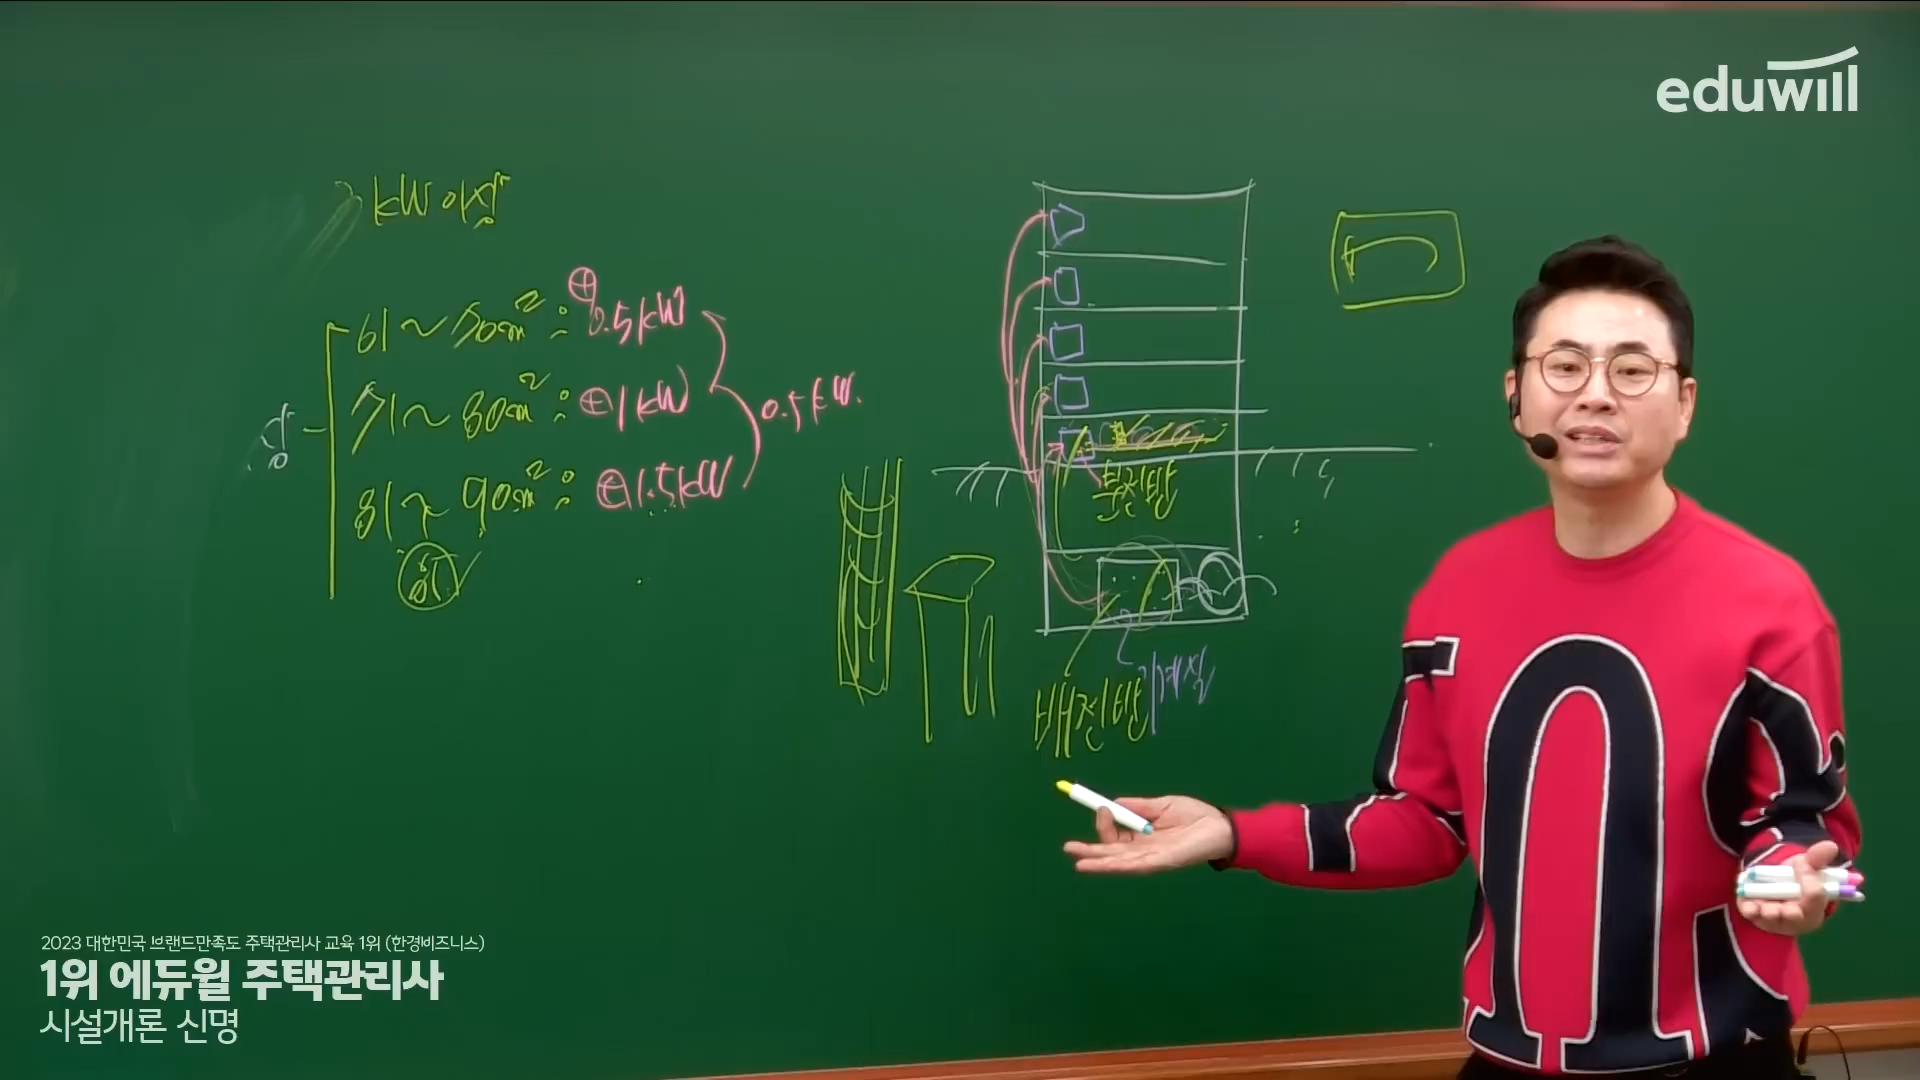 eduwill
3kW 이상
61~70m² : ⊕0.5kW
71~80m² : ⊕1kW
81~90m² : ⊕1.5kW
0.5kW.
분전반
배전반
기계실
2023 대한민국 브랜드만족도 주택관리사 교육 1위 (한경비즈니스)
1위 에듀윌 주택관리사
시설개론 신명